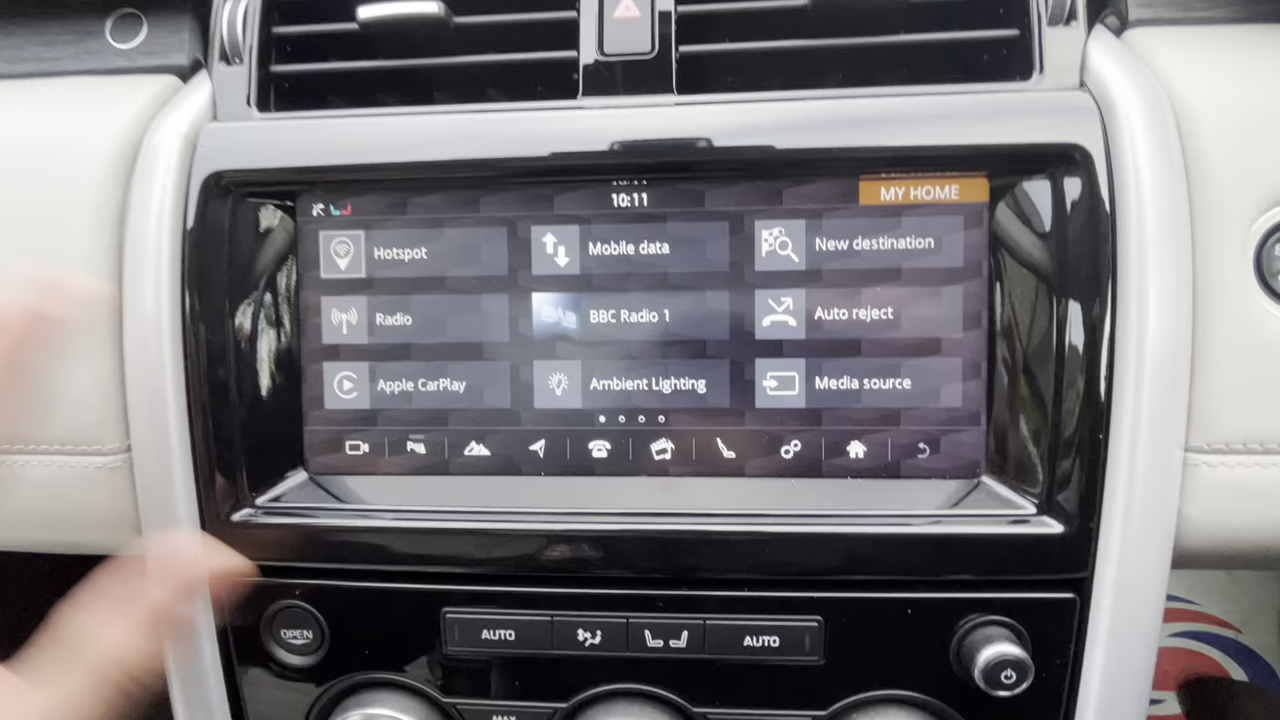 10:11
MY HOME
Hotspot
Mobile data
New destination
Radio
BBC Radio 1
Auto reject
Apple CarPlay
Ambient Lighting
Media source
OPEN
AUTO
AUTO
MAX